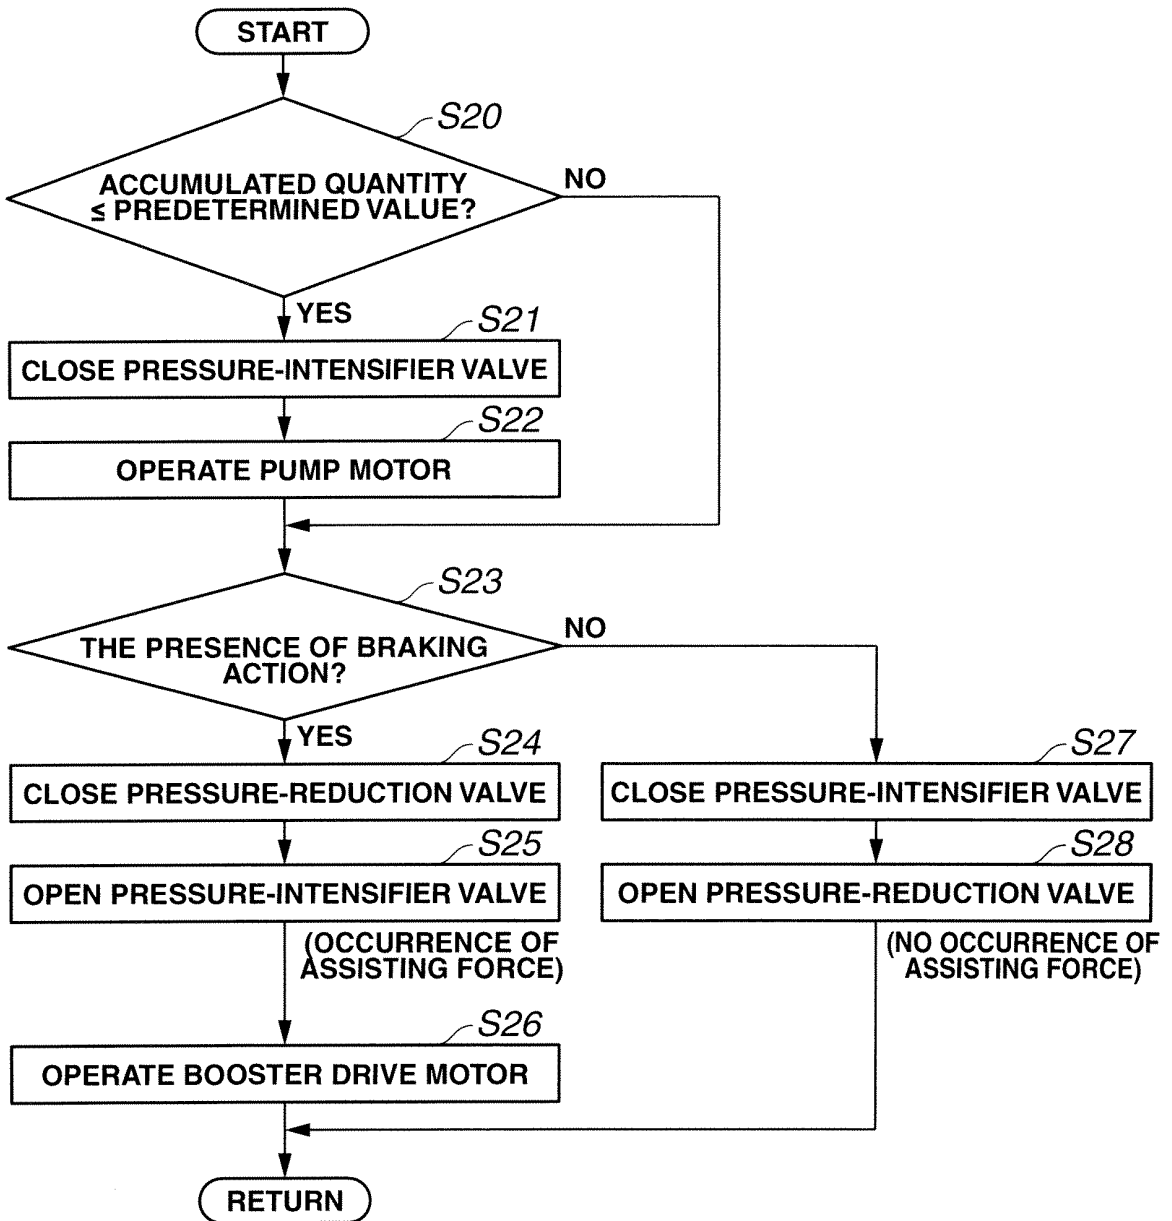 START
S20
ACCUMULATED QUANTITY
≤ PREDETERMINED VALUE?
NO
YES
S21
CLOSE PRESSURE-INTENSIFIER VALVE
S22
OPERATE PUMP MOTOR
S23
THE PRESENCE OF BRAKING
ACTION?
NO
YES
S24
CLOSE PRESSURE-REDUCTION VALVE
S27
CLOSE PRESSURE-INTENSIFIER VALVE
S25
OPEN PRESSURE-INTENSIFIER VALVE
(OCCURRENCE OF
ASSISTING FORCE)
S28
OPEN PRESSURE-REDUCTION VALVE
(NO OCCURRENCE OF
ASSISTING FORCE)
S26
OPERATE BOOSTER DRIVE MOTOR
RETURN